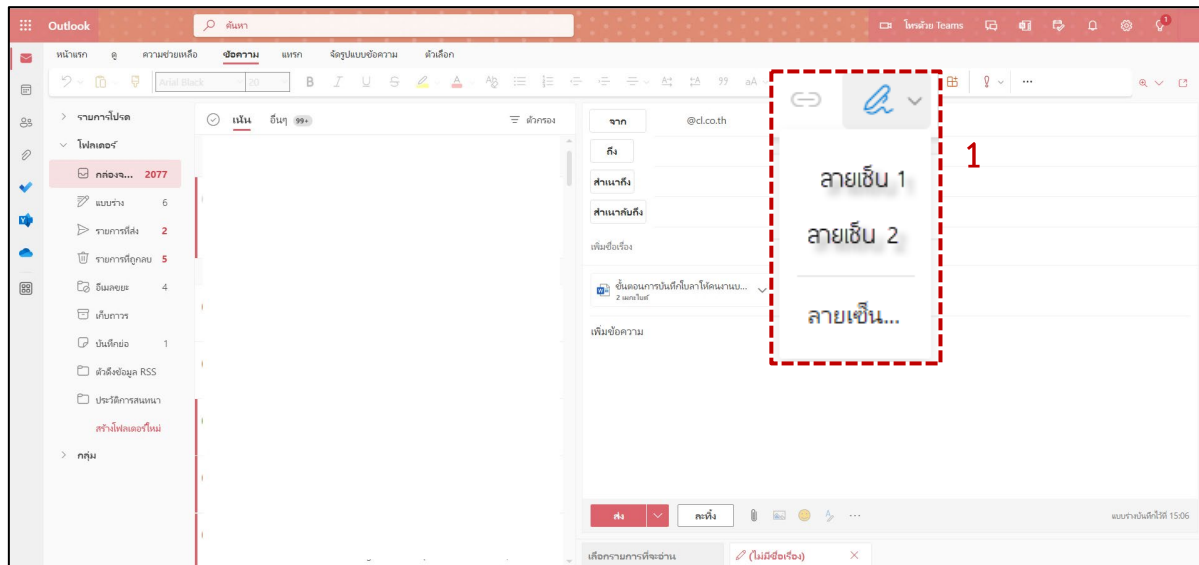 Outlook
ค้นหา
โทรด้วย Teams
1
หน้าแรก ดู ความช่วยเหลือ ข้อความ แทรก จัดรูปแบบข้อความ ตัวเลือก
Arial Black 20 B I U S
รายการโปรด
เน้น อื่นๆ 99+
ตัวกรอง
โฟลเดอร์
กล่องจ... 2077
แบบร่าง 6
รายการที่ส่ง 2
รายการที่ถูกลบ 5
อีเมลขยะ 4
เก็บถาวร
บันทึกย่อ 1
ตัวดึงข้อมูล RSS
ประวัติการสนทนา
สร้างโฟลเดอร์ใหม่
กลุ่ม
จาก @cl.co.th
ถึง
สำเนาถึง
สำเนาลับถึง
เพิ่มชื่อเรื่อง
ขั้นตอนการบันทึกใบลาให้คนงานบ...
2 เมกะไบต์
เพิ่มข้อความ
ลายเซ็น 1
ลายเซ็น 2
ลายเซ็น...
1
ส่ง ละทิ้ง
แบบร่างบันทึกไว้ที่ 15:06
เลือกรายการที่จะอ่าน
(ไม่มีชื่อเรื่อง)